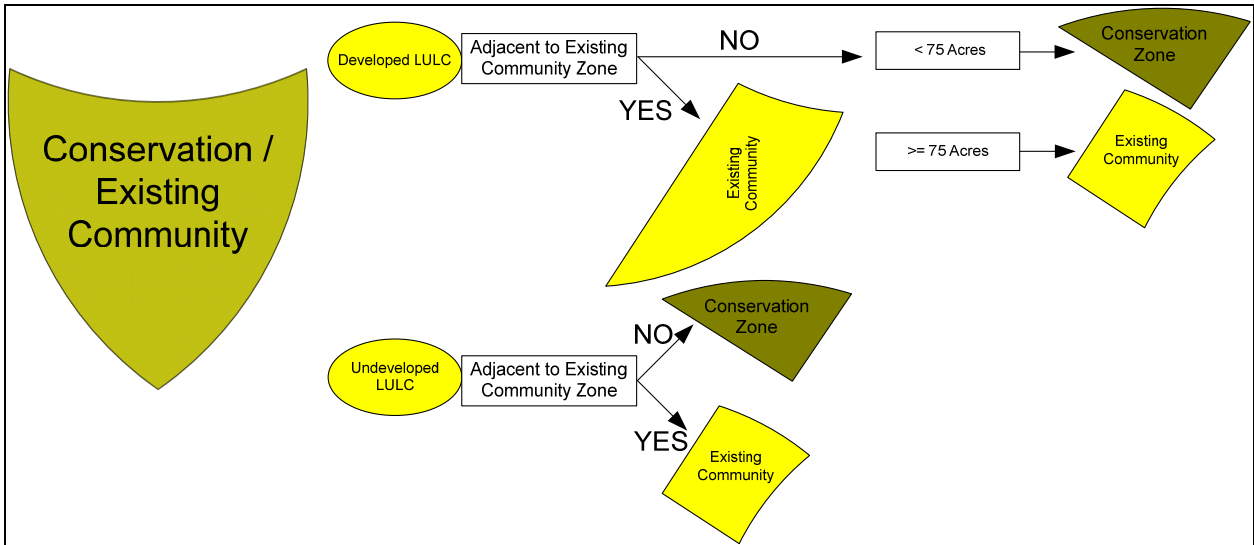 Conservation /
Existing
Community
Developed LULC
Adjacent to Existing
Community Zone
NO
YES
< 75 Acres
Conservation
Zone
>= 75 Acres
Existing
Community
Existing
Community
Undeveloped
LULC
Adjacent to Existing
Community Zone
NO
YES
Conservation
Zone
Existing
Community